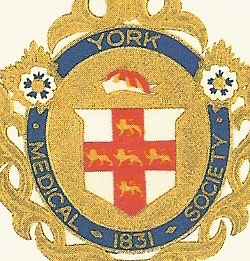 YORK
MEDICAL · 1831 · SOCIETY